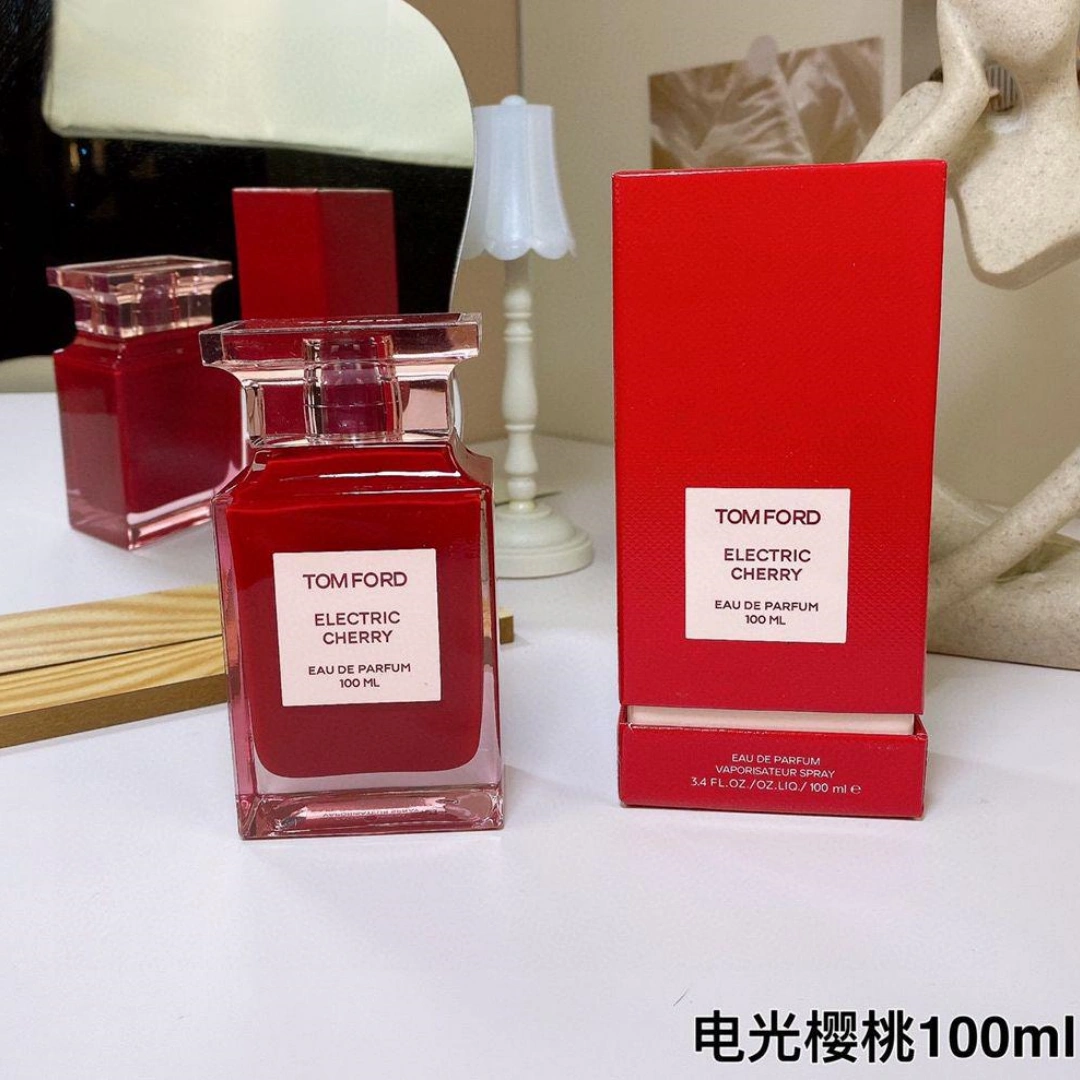 TOM FORD
ELECTRIC
CHERRY
EAU DE PARFUM
100 ML
TOM FORD
ELECTRIC
CHERRY
EAU DE PARFUM
100 ML
EAU DE PARFUM
VAPORISATEUR SPRAY
3.4 FL.OZ./OZ.LIQ./ 100 ml ℮
电光樱桃100ml